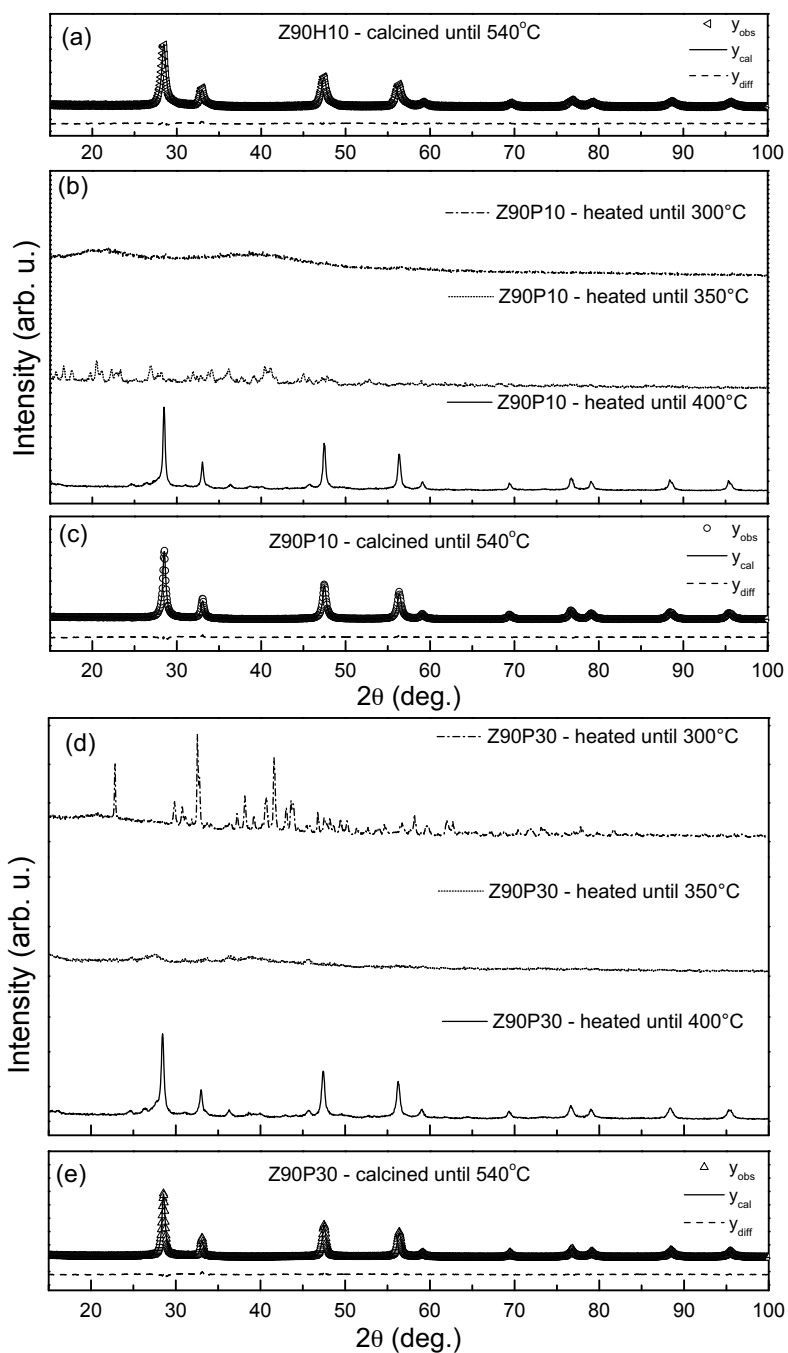 (a)
Z90H10 - calcined until 540°C
y_obs
y_cal
y_diff
20 30 40 50 60 70 80 90 100
(b)
Z90P10 - heated until 300°C
Z90P10 - heated until 350°C
Z90P10 - heated until 400°C
Intensity (arb. u.)
(c)
Z90P10 - calcined until 540°C
y_obs
y_cal
y_diff
20 30 40 50 60 70 80 90 100
2θ (deg.)
(d)
Z90P30 - heated until 300°C
Z90P30 - heated until 350°C
Z90P30 - heated until 400°C
Intensity (arb. u.)
(e)
Z90P30 - calcined until 540°C
y_obs
y_cal
y_diff
20 30 40 50 60 70 80 90 100
2θ (deg.)